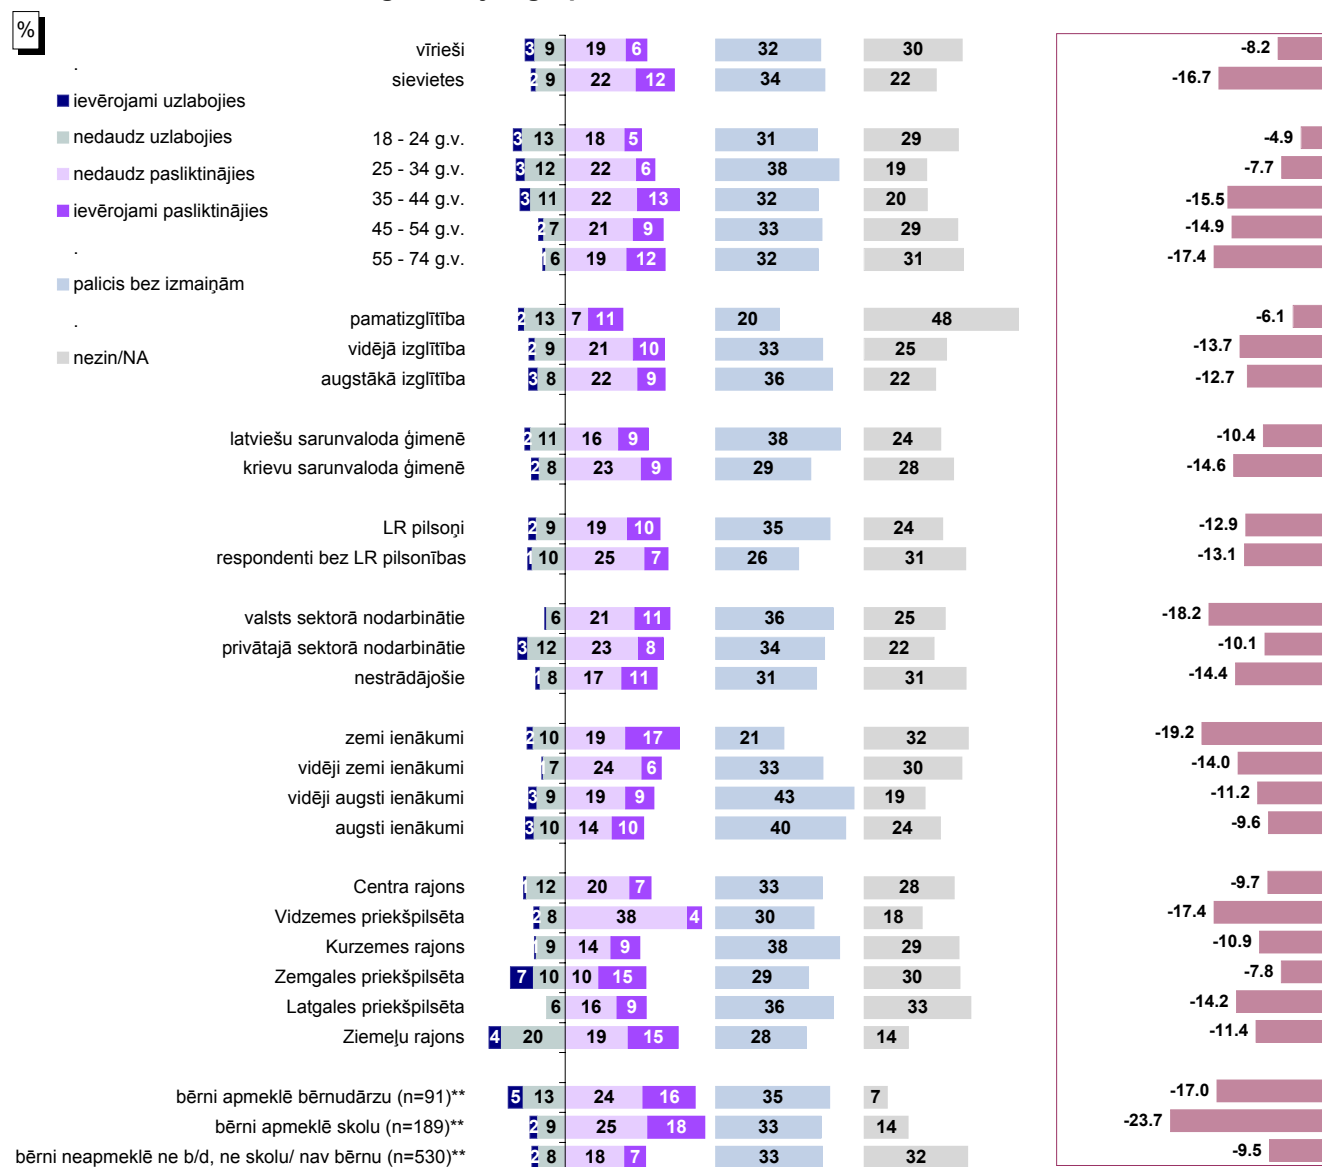 %
.
ievērojami uzlabojies
nedaudz uzlabojies
nedaudz pasliktinājies
ievērojami pasliktinājies
.
palicis bez izmaiņām
.
nezin/NA
vīrieši 3 9 19 6 32 30 -8.2
sievietes 2 9 22 12 34 22 -16.7
18 - 24 g.v. 3 13 18 5 31 29 -4.9
25 - 34 g.v. 3 12 22 6 38 19 -7.7
35 - 44 g.v. 3 11 22 13 32 20 -15.5
45 - 54 g.v. 2 7 21 9 33 29 -14.9
55 - 74 g.v. 1 6 19 12 32 31 -17.4
pamatizglītība 2 13 7 11 20 48 -6.1
vidējā izglītība 2 9 21 10 33 25 -13.7
augstākā izglītība 3 8 22 9 36 22 -12.7
latviešu sarunvaloda ģimenē 2 11 16 9 38 24 -10.4
krievu sarunvaloda ģimenē 2 8 23 9 29 28 -14.6
LR pilsoņi 2 9 19 10 35 24 -12.9
respondenti bez LR pilsonības 1 10 25 7 26 31 -13.1
valsts sektorā nodarbinātie 6 21 11 36 25 -18.2
privātajā sektorā nodarbinātie 3 12 23 8 34 22 -10.1
nestrādājošie 1 8 17 11 31 31 -14.4
zemi ienākumi 2 10 19 17 21 32 -19.2
vidēji zemi ienākumi 1 7 24 6 33 30 -14.0
vidēji augsti ienākumi 3 9 19 9 43 19 -11.2
augsti ienākumi 3 10 14 10 40 24 -9.6
Centra rajons 1 12 20 7 33 28 -9.7
Vidzemes priekšpilsēta 2 8 38 4 30 18 -17.4
Kurzemes rajons 1 9 14 9 38 29 -10.9
Zemgales priekšpilsēta 7 10 10 15 29 30 -7.8
Latgales priekšpilsēta 6 16 9 36 33 -14.2
Ziemeļu rajons 4 20 19 15 28 14 -11.4
bērni apmeklē bērnudārzu (n=91)** 5 13 24 16 35 7 -17.0
bērni apmeklē skolu (n=189)** 2 9 25 18 33 14 -23.7
bērni neapmeklē ne b/d, ne skolu/ nav bērnu (n=530)** 2 8 18 7 33 32 -9.5